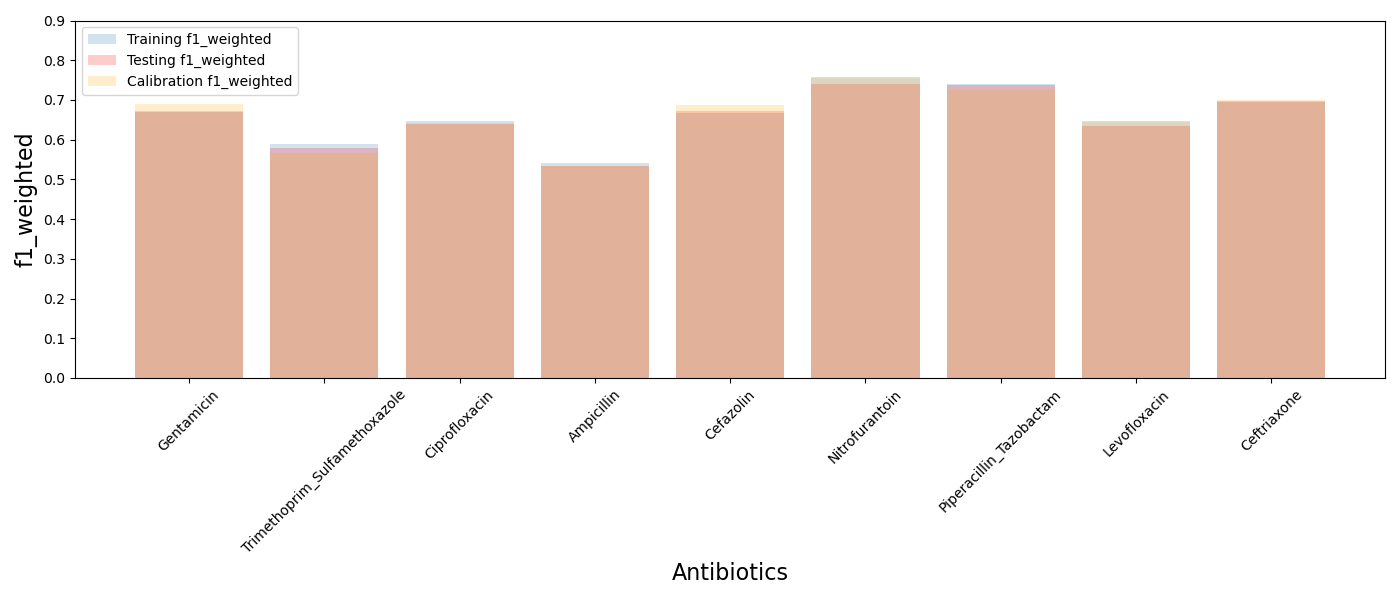 0.9
0.8
0.7
0.6
0.5
0.4
0.3
0.2
0.1
0.0
f1_weighted
Training f1_weighted
Testing f1_weighted
Calibration f1_weighted
Gentamicin
Trimethoprim_Sulfamethoxazole
Ciprofloxacin
Ampicillin
Cefazolin
Nitrofurantoin
Piperacillin_Tazobactam
Levofloxacin
Ceftriaxone
Antibiotics